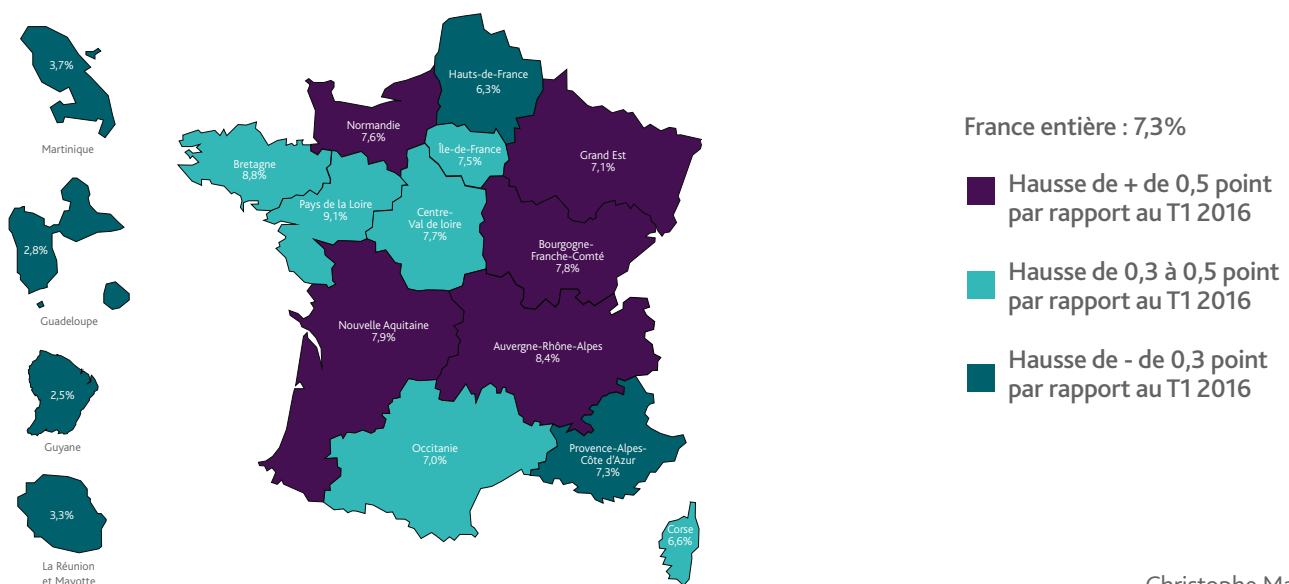 3,7%
Martinique
2,8%
Guadeloupe
2,5%
Guyane
3,3%
La Réunion
et Mayotte
Hauts-de-France
6,3%
Normandie
7,6%
Île-de-France
7,5%
Grand Est
7,1%
Bretagne
8,8%
Pays de la Loire
9,1%
Centre-
Val de loire
7,7%
Bourgogne-
Franche-Comté
7,8%
Nouvelle Aquitaine
7,9%
Auvergne-Rhône-Alpes
8,4%
Occitanie
7,0%
Provence-Alpes-
Côte d'Azur
7,3%
Corse
6,6%
France entière : 7,3%
Hausse de + de 0,5 point
par rapport au T1 2016
Hausse de 0,3 à 0,5 point
par rapport au T1 2016
Hausse de - de 0,3 point
par rapport au T1 2016
Christophe